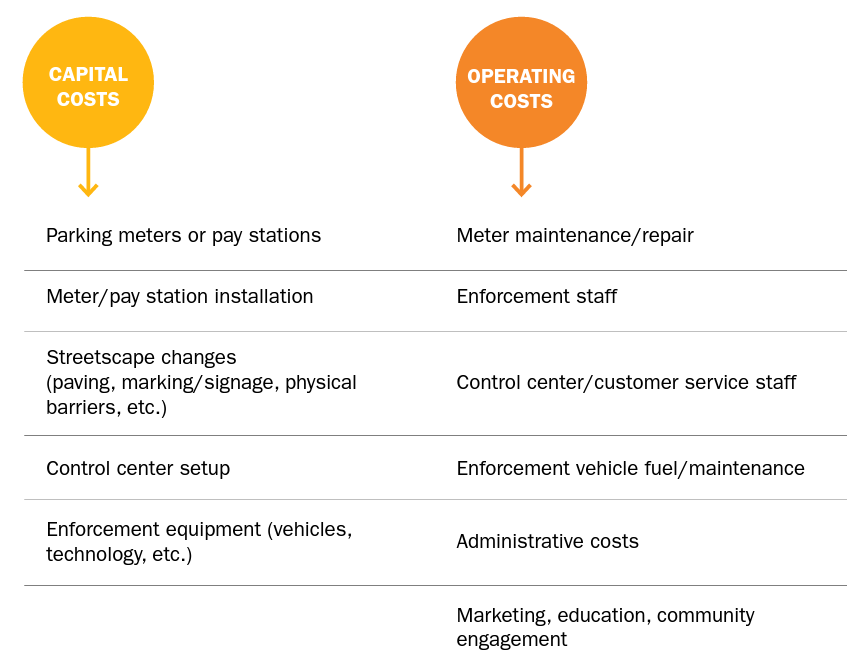 CAPITAL
COSTS
OPERATING
COSTS
Parking meters or pay stations
Meter maintenance/repair
Meter/pay station installation
Enforcement staff
Streetscape changes
(paving, marking/signage, physical
barriers, etc.)
Control center/customer service staff
Control center setup
Enforcement vehicle fuel/maintenance
Enforcement equipment (vehicles,
technology, etc.)
Administrative costs
Marketing, education, community
engagement